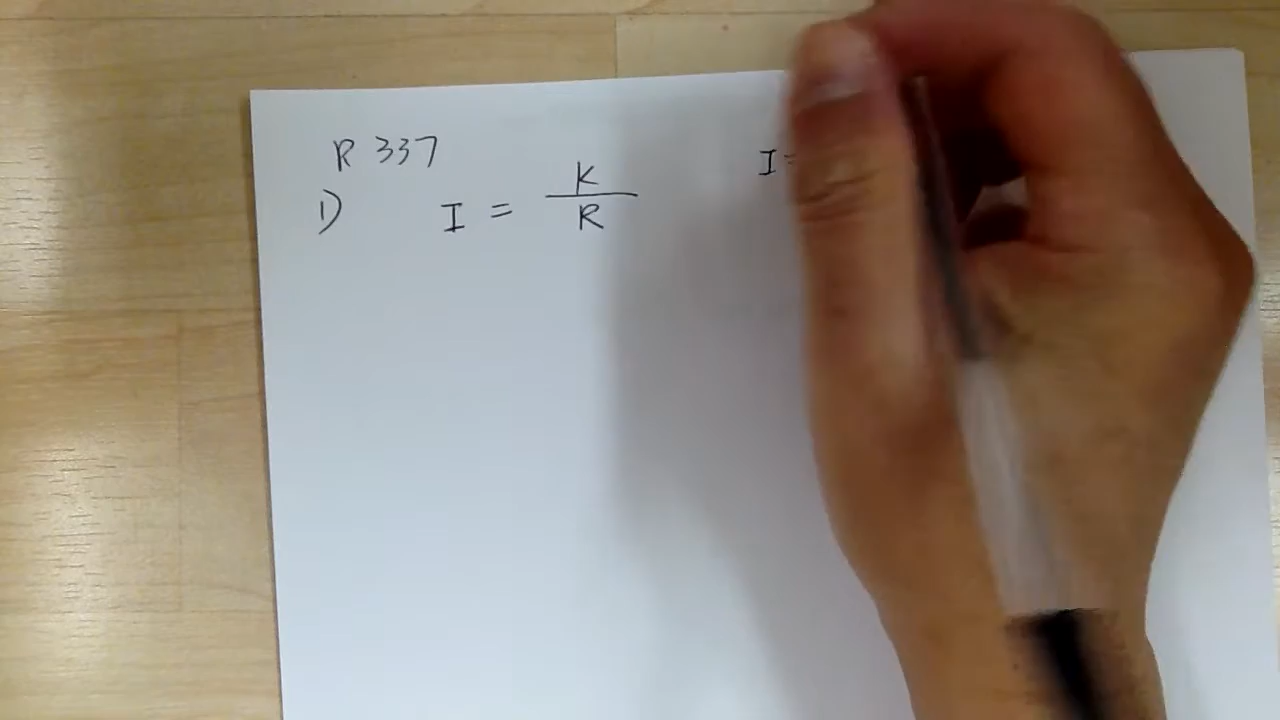 P 337
1) I = K/R
I =